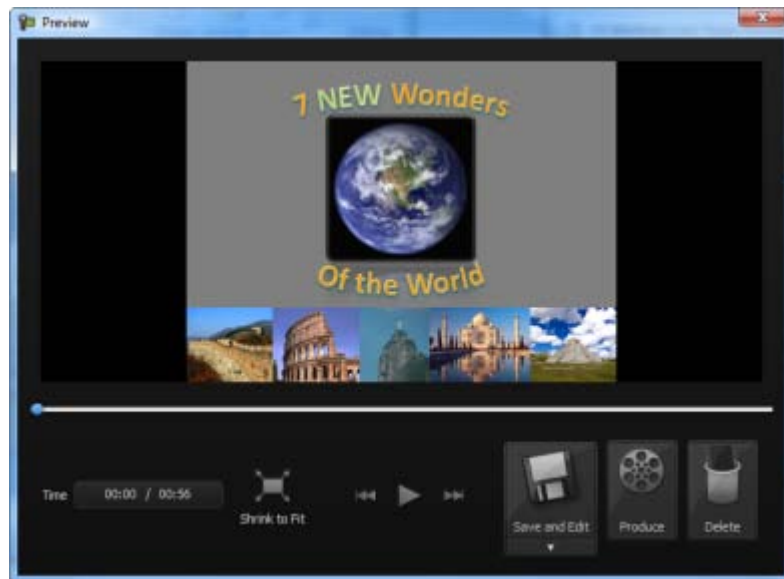 Preview
7 NEW Wonders
Of the World
Time 00:00 / 00:56
Shrink to Fit
Save and Edit
Produce
Delete